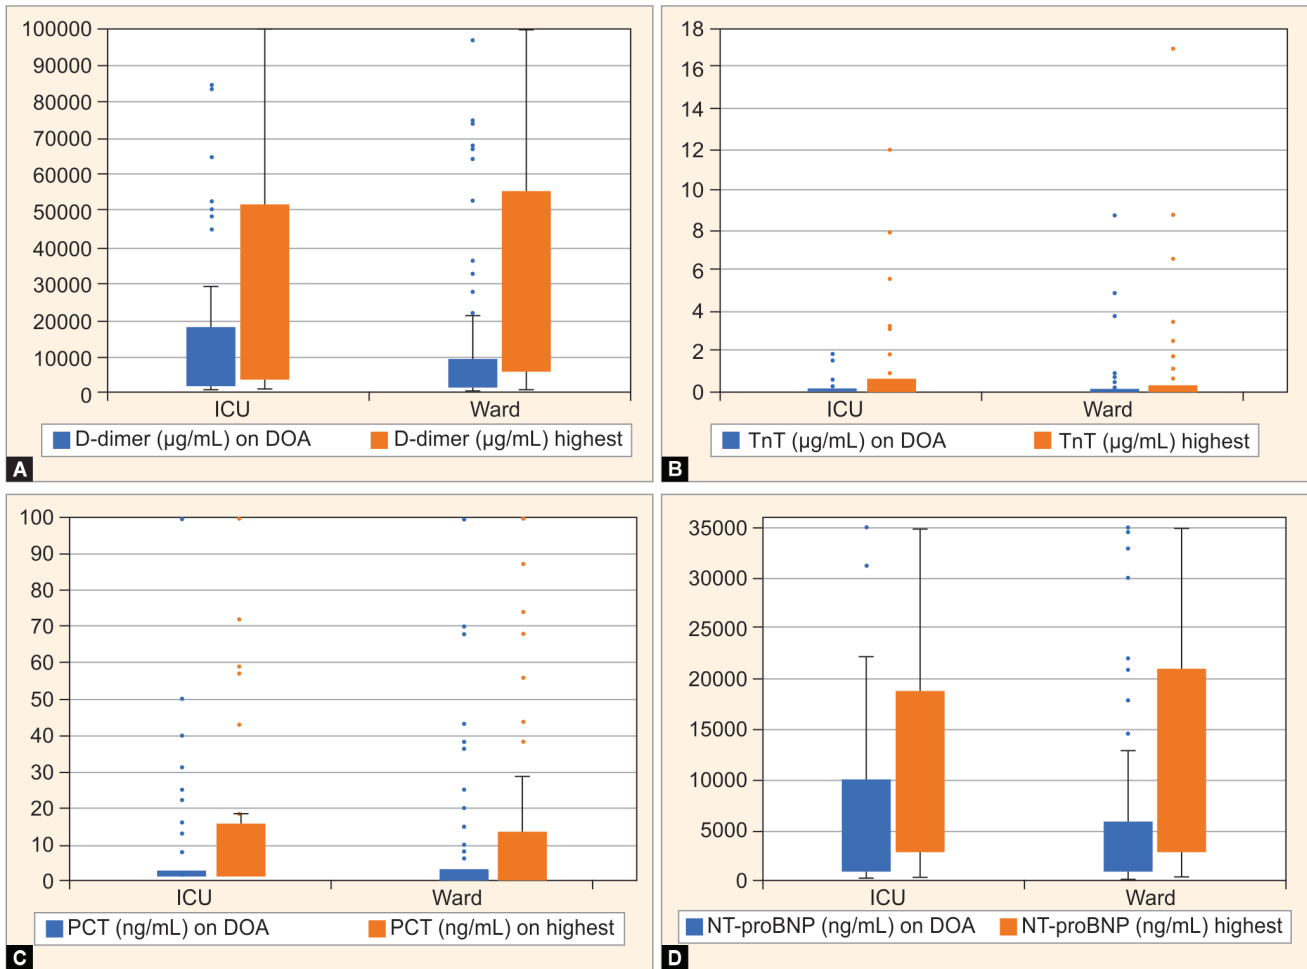 100000
90000
80000
70000
60000
50000
40000
30000
20000
10000
0
ICU
Ward
D-dimer (µg/mL) on DOA
D-dimer (µg/mL) highest
A
18
16
14
12
10
8
6
4
2
0
ICU
Ward
TnT (µg/mL) on DOA
TnT (µg/mL) highest
B
100
90
80
70
60
50
40
30
20
10
0
ICU
Ward
PCT (ng/mL) on DOA
PCT (ng/mL) on highest
C
35000
30000
25000
20000
15000
10000
5000
0
ICU
Ward
NT-proBNP (ng/mL) on DOA
NT-proBNP (ng/mL) highest
D